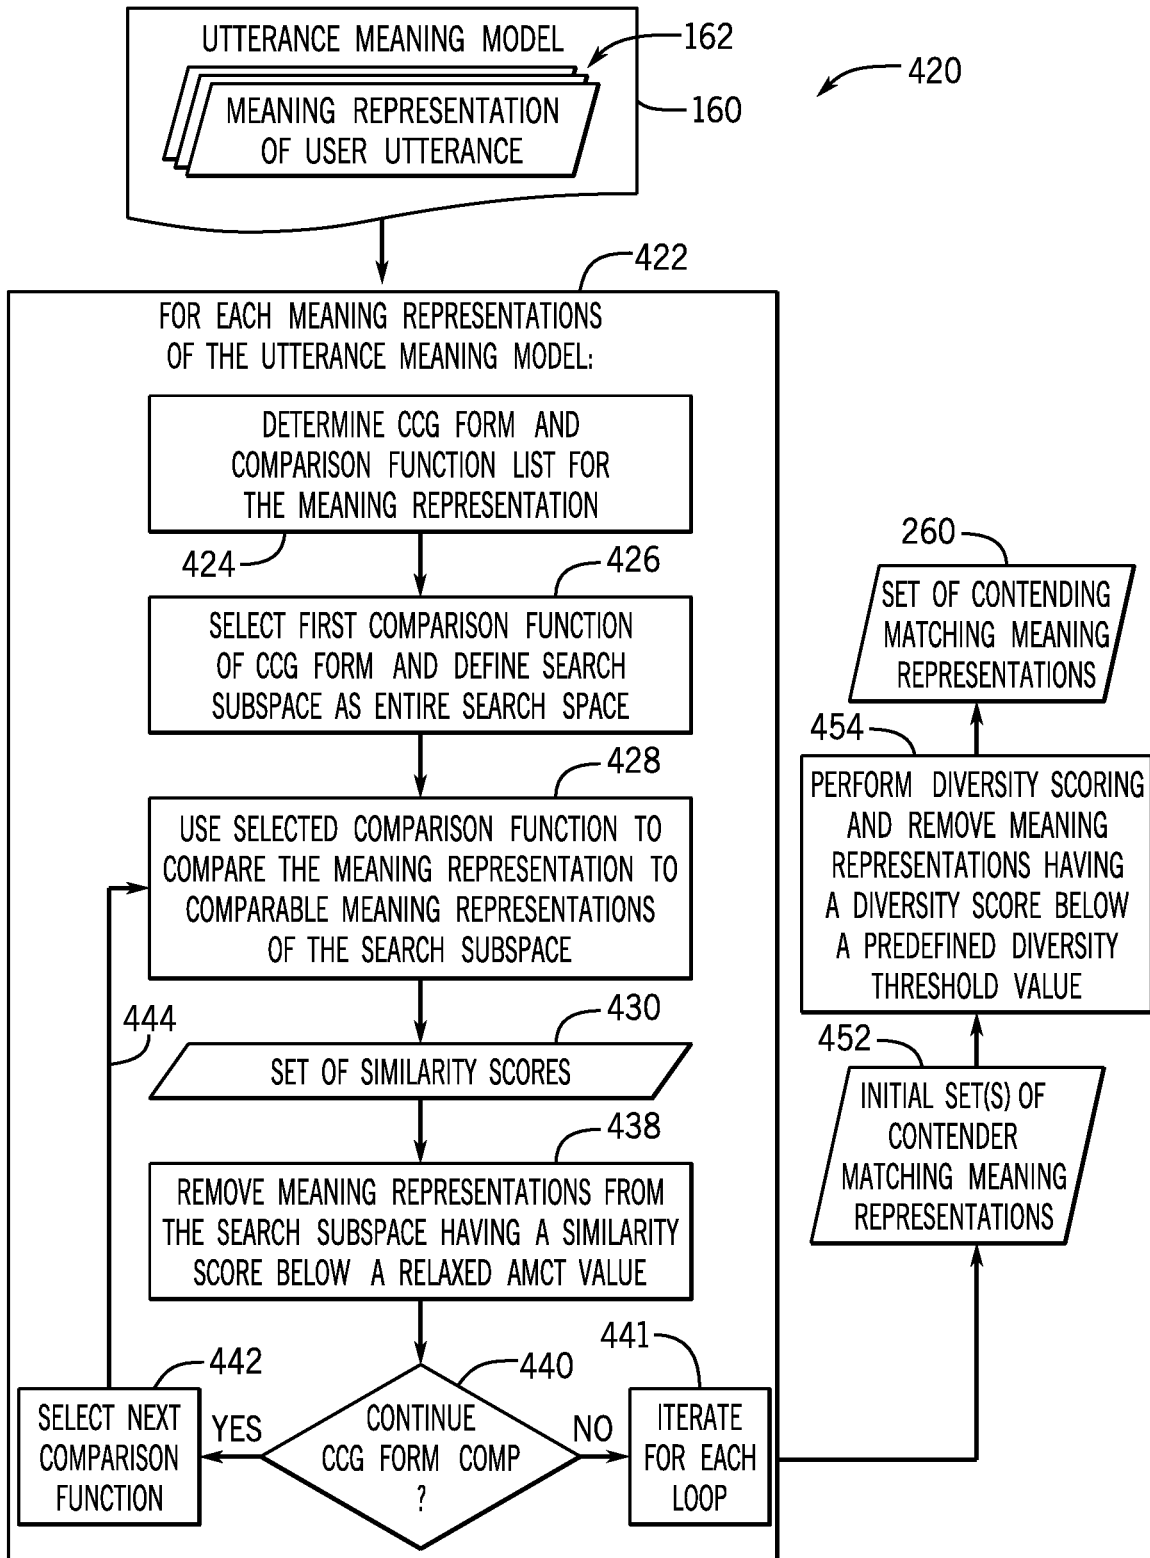 UTTERANCE MEANING MODEL
162
MEANING REPRESENTATION
OF USER UTTERANCE
160
420
422
FOR EACH MEANING REPRESENTATIONS
OF THE UTTERANCE MEANING MODEL:
DETERMINE CCG FORM AND
COMPARISON FUNCTION LIST FOR
THE MEANING REPRESENTATION
424
426
SELECT FIRST COMPARISON FUNCTION
OF CCG FORM AND DEFINE SEARCH
SUBSPACE AS ENTIRE SEARCH SPACE
428
USE SELECTED COMPARISON FUNCTION TO
COMPARE THE MEANING REPRESENTATION TO
COMPARABLE MEANING REPRESENTATIONS
OF THE SEARCH SUBSPACE
444
430
SET OF SIMILARITY SCORES
438
REMOVE MEANING REPRESENTATIONS FROM
THE SEARCH SUBSPACE HAVING A SIMILARITY
SCORE BELOW A RELAXED AMCT VALUE
440
CONTINUE
CCG FORM COMP
?
YES
442
SELECT NEXT
COMPARISON
FUNCTION
NO
441
ITERATE
FOR EACH
LOOP
452
INITIAL SET(S) OF
CONTENDER
MATCHING MEANING
REPRESENTATIONS
454
PERFORM DIVERSITY SCORING
AND REMOVE MEANING
REPRESENTATIONS HAVING
A DIVERSITY SCORE BELOW
A PREDEFINED DIVERSITY
THRESHOLD VALUE
260
SET OF CONTENDING
MATCHING MEANING
REPRESENTATIONS